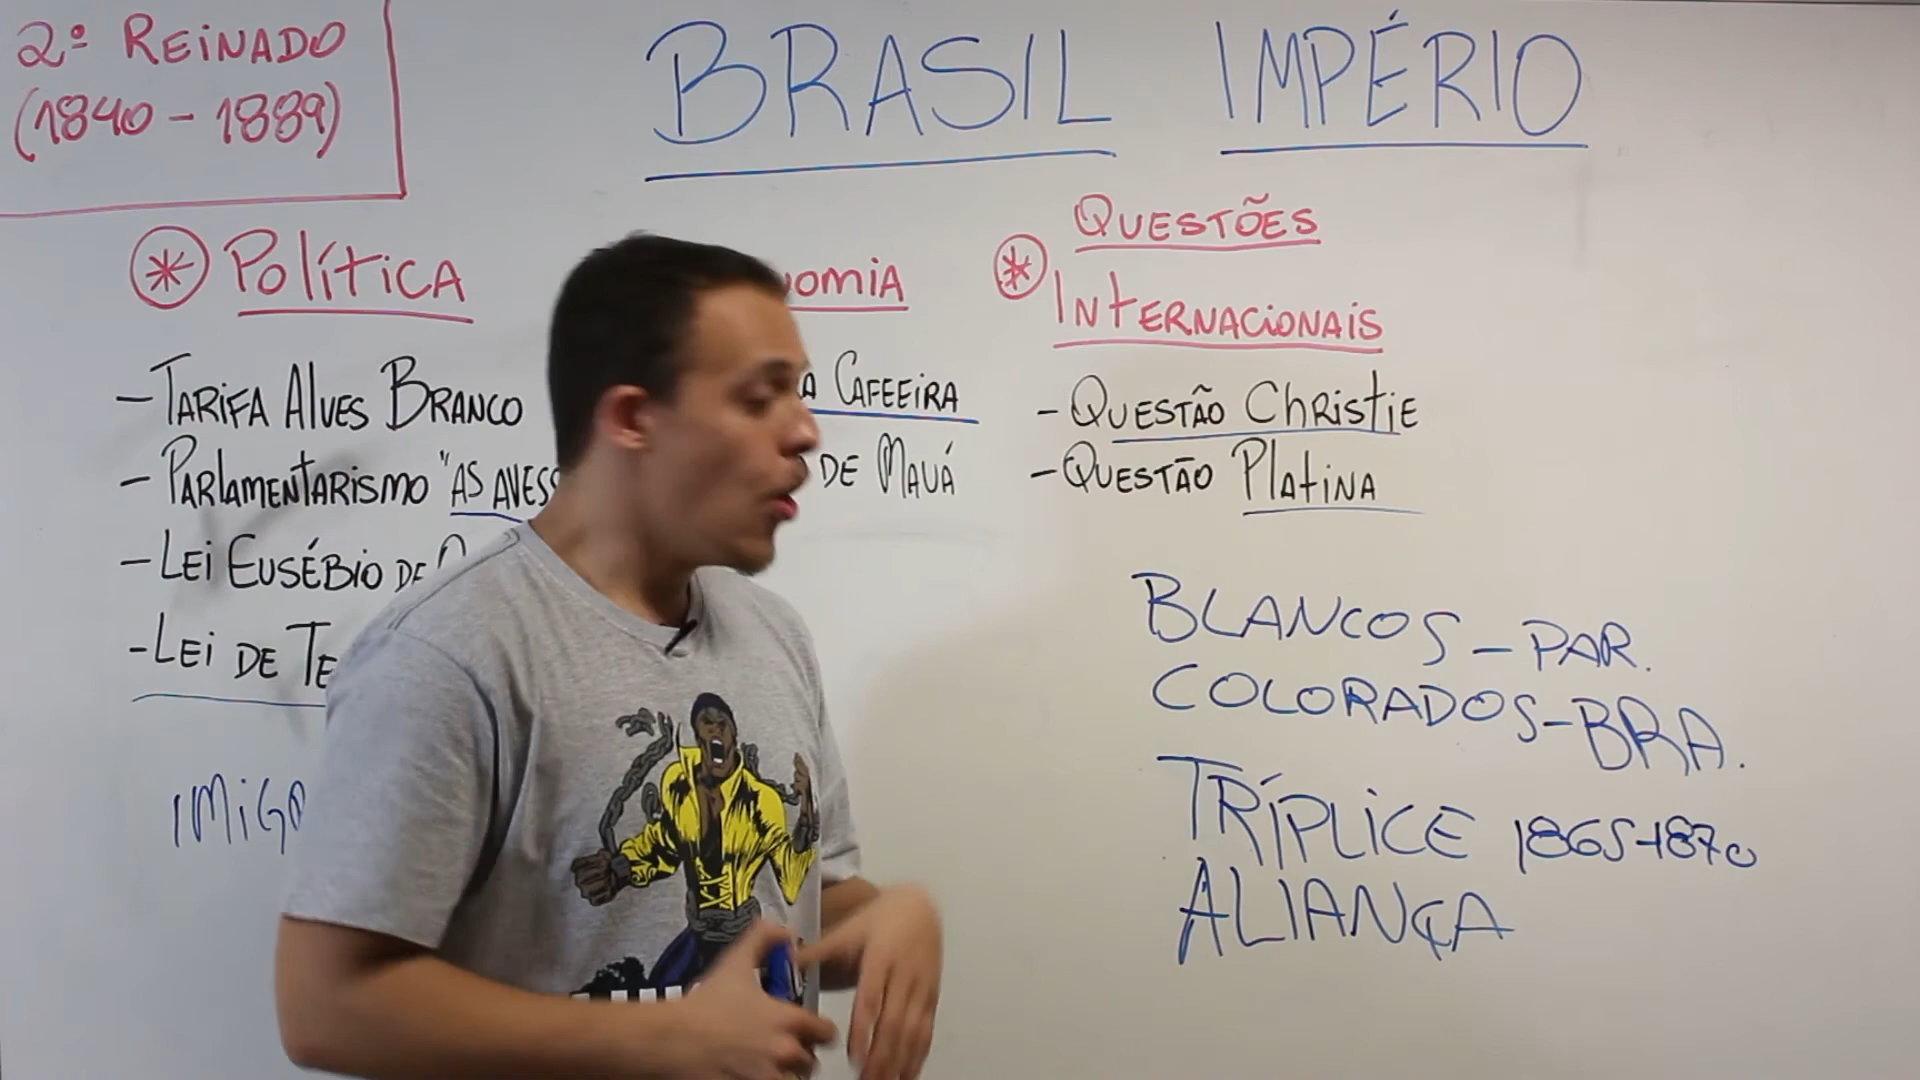 2º REINADO
(1840 - 1889)
BRASIL IMPÉRIO
* POLÍTICA
- TARIFA ALVES BRANCO
- PARLAMENTARISMO "AS AVESS
- LEI EUSÉBIO DE
- LEI DE TE
IMIG
NOMIA
A CAFEEIRA
DE MAUÁ
QUESTÕES
* INTERNACIONAIS
- QUESTÃO CHRISTIE
- QUESTÃO PLATINA
BLANCOS - PAR.
COLORADOS - BRA.
TRÍPLICE 1865-1870
ALIANÇA